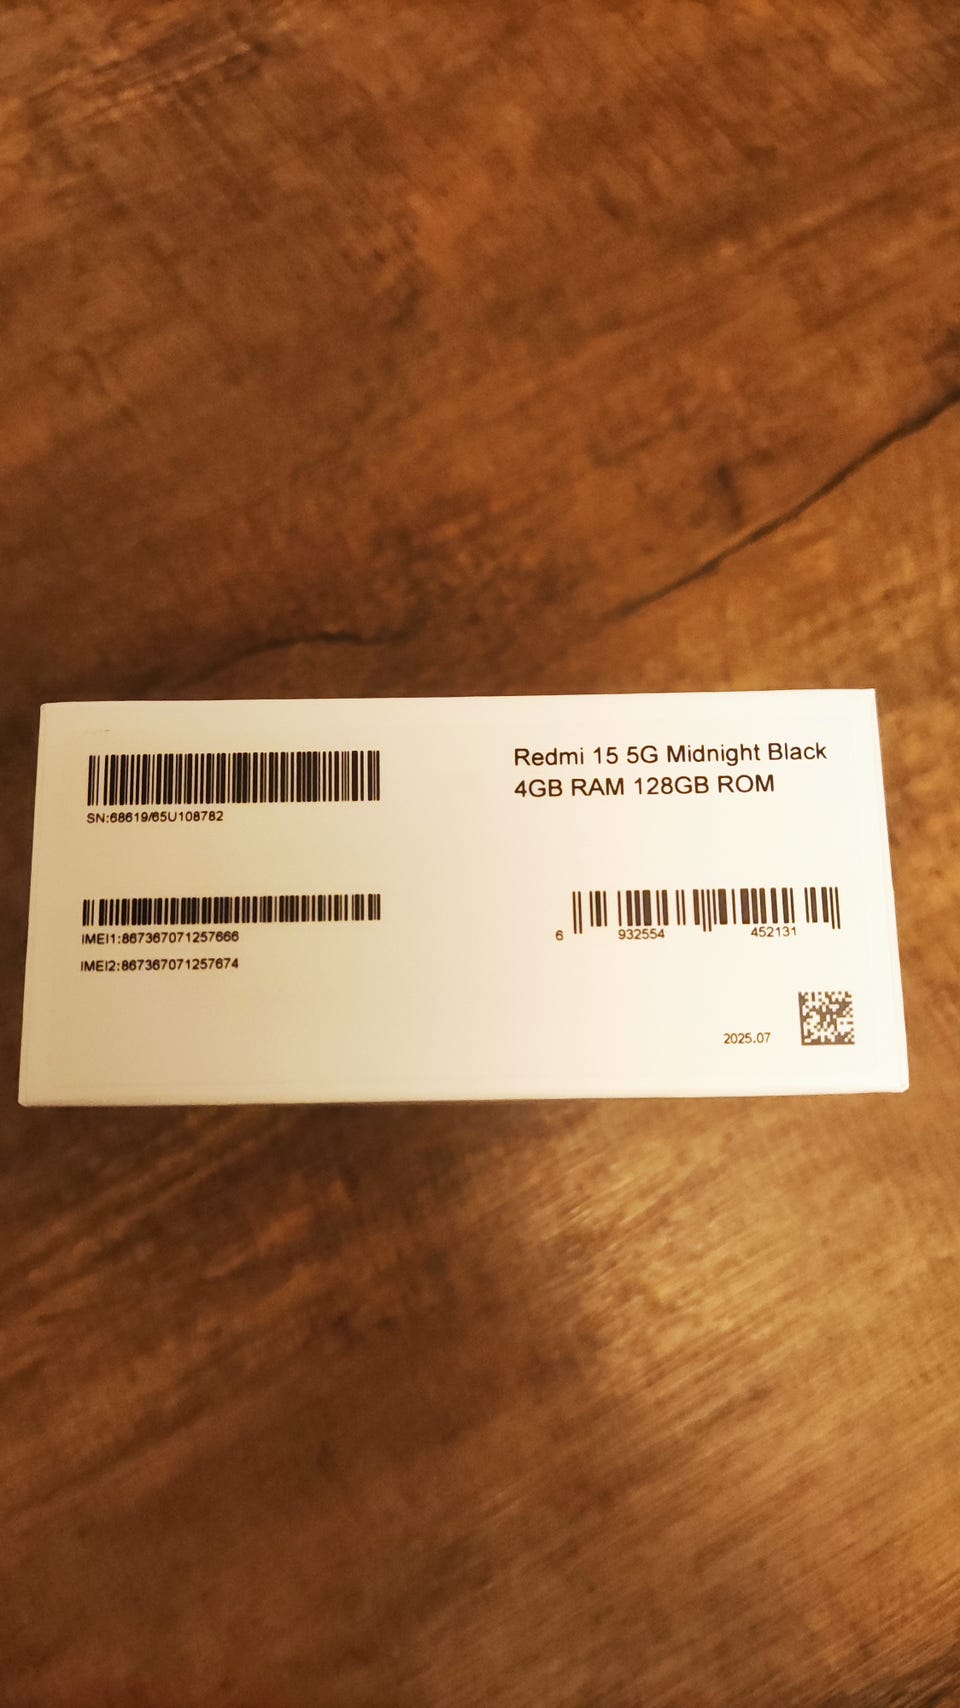 SN:68619/65U108782
Redmi 15 5G Midnight Black
4GB RAM 128GB ROM
IMEI1:867367071257666
IMEI2:867367071257674
6 932554 452131
2025.07